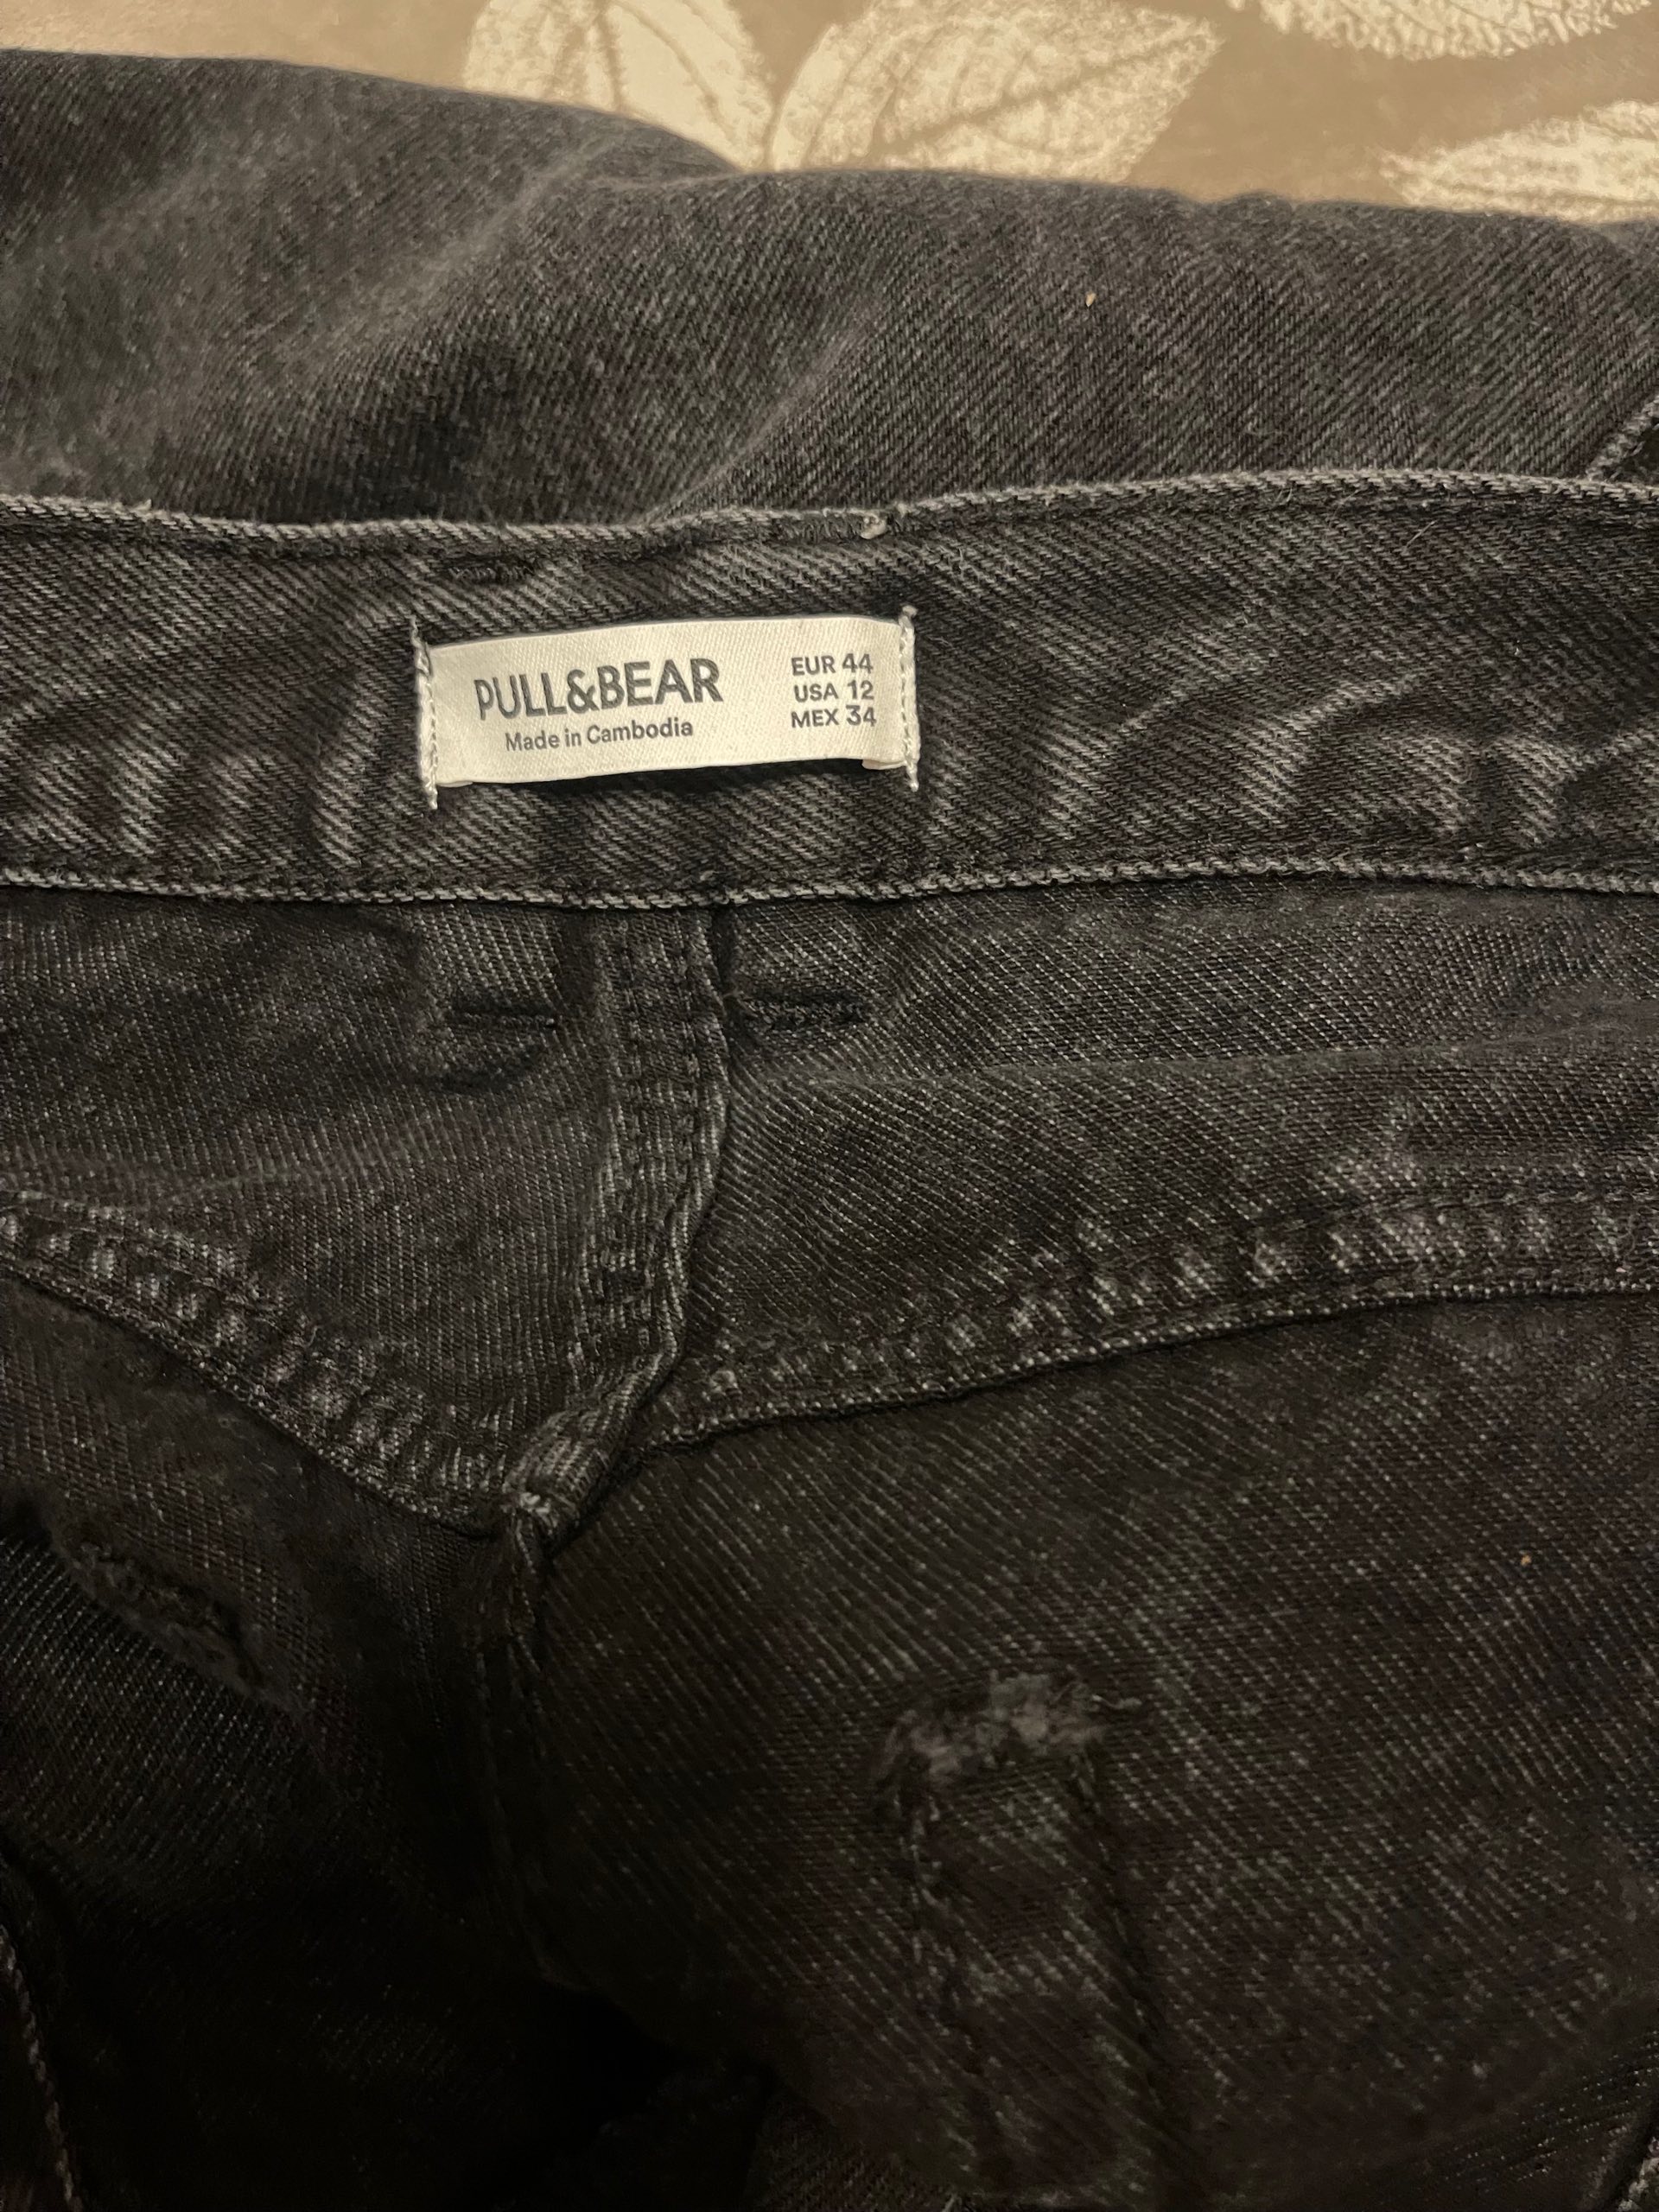 PULL&BEAR
Made in Cambodia
EUR 44
USA 12
MEX 34